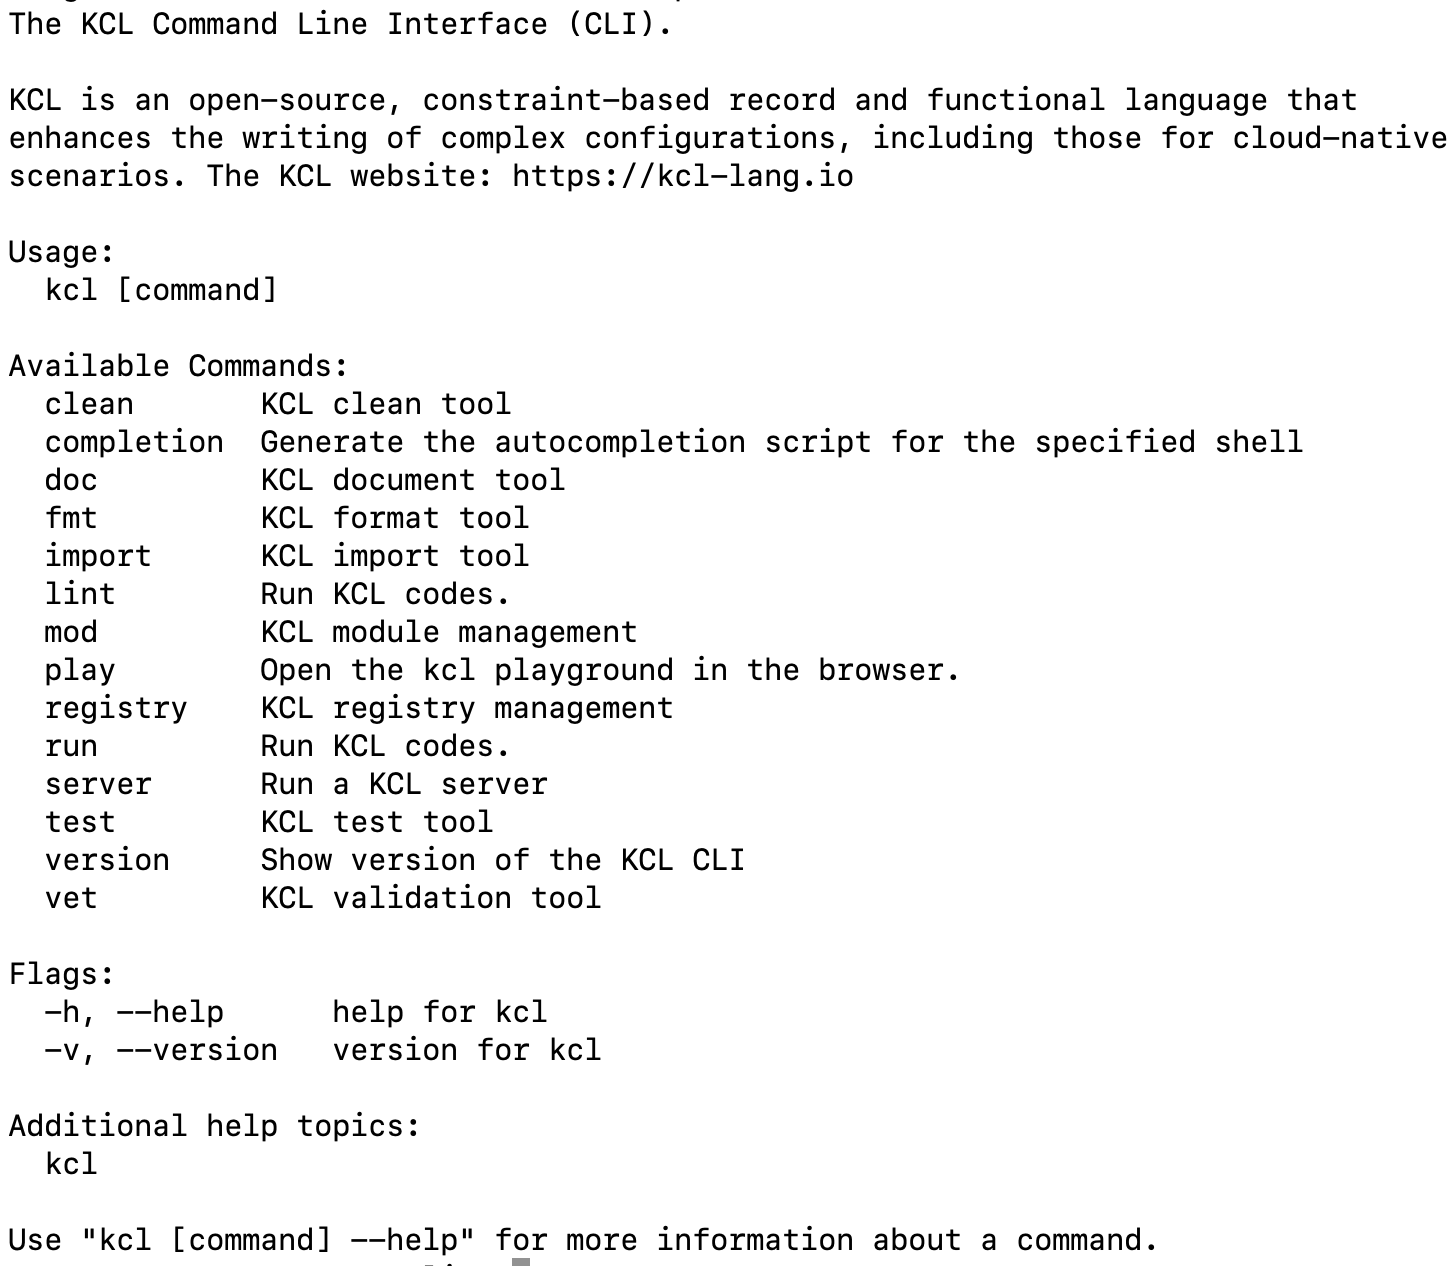 The KCL Command Line Interface (CLI).

KCL is an open-source, constraint-based record and functional language that
enhances the writing of complex configurations, including those for cloud-native
scenarios. The KCL website: https://kcl-lang.io

Usage:
  kcl [command]

Available Commands:
  clean       KCL clean tool
  completion  Generate the autocompletion script for the specified shell
  doc         KCL document tool
  fmt         KCL format tool
  import      KCL import tool
  lint        Run KCL codes.
  mod         KCL module management
  play        Open the kcl playground in the browser.
  registry    KCL registry management
  run         Run KCL codes.
  server      Run a KCL server
  test        KCL test tool
  version     Show version of the KCL CLI
  vet         KCL validation tool

Flags:
  -h, --help      help for kcl
  -v, --version   version for kcl

Additional help topics:
  kcl

Use "kcl [command] --help" for more information about a command.